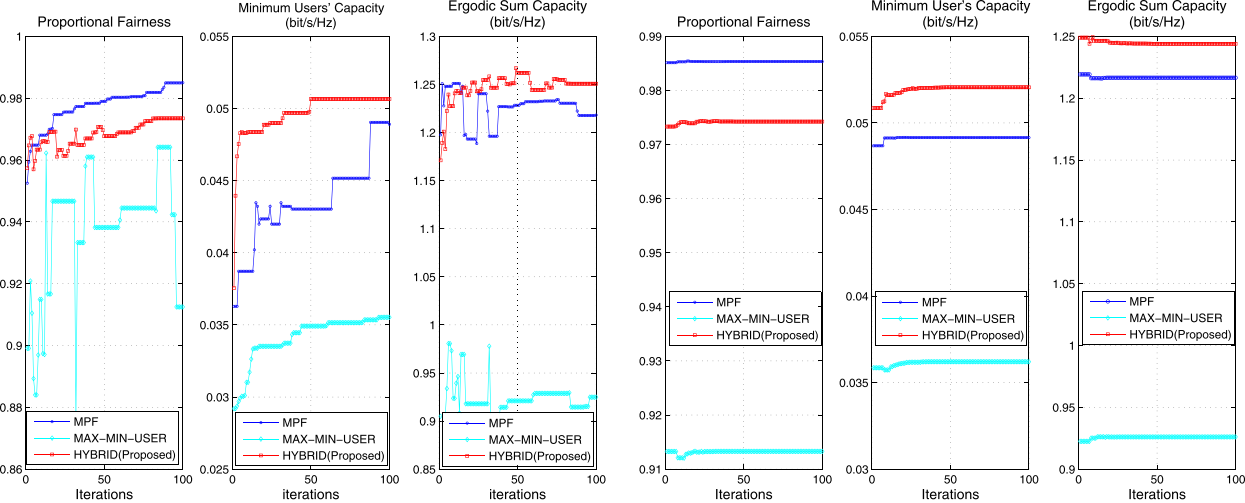 Proportional Fairness
1
0.98
0.96
0.94
0.92
0.9
0.88
0.86
0
50
100
Iterations
MPF
MAX−MIN−USER
HYBRID(Proposed)
Minimum Users' Capacity
(bit/s/Hz)
0.055
0.05
0.045
0.04
0.035
0.03
0.025
0
50
100
iterations
MPF
MAX−MIN−USER
HYBRID(Proposed)
Ergodic Sum Capacity
(bit/s/Hz)
1.3
1.25
1.2
1.3
1.1
1.05
1
0.95
0.9
0.85
0
50
100
Iterations
MPF
MAX−MIN−USER
HYBRID(Proposed)
Proportional Fairness
0.99
0.98
0.97
0.96
0.95
0.94
0.93
0.92
0.91
0
50
100
Iterations
MPF
MAX−MIN−USER
HYBRID(Proposed)
Minimum User's Capacity
(bit/s/Hz)
0.055
0.05
0.045
0.04
0.035
0.03
0
50
100
iterations
MPF
MAX−MIN−USER
HYBRID(Proposed)
Ergodic Sum Capacity
(bit/s/Hz)
1.25
1.2
1.15
1.1
1.05
1
0.95
0.9
0
50
100
Iterations
MPF
MAX−MIN−USER
HYBRID(Proposed)